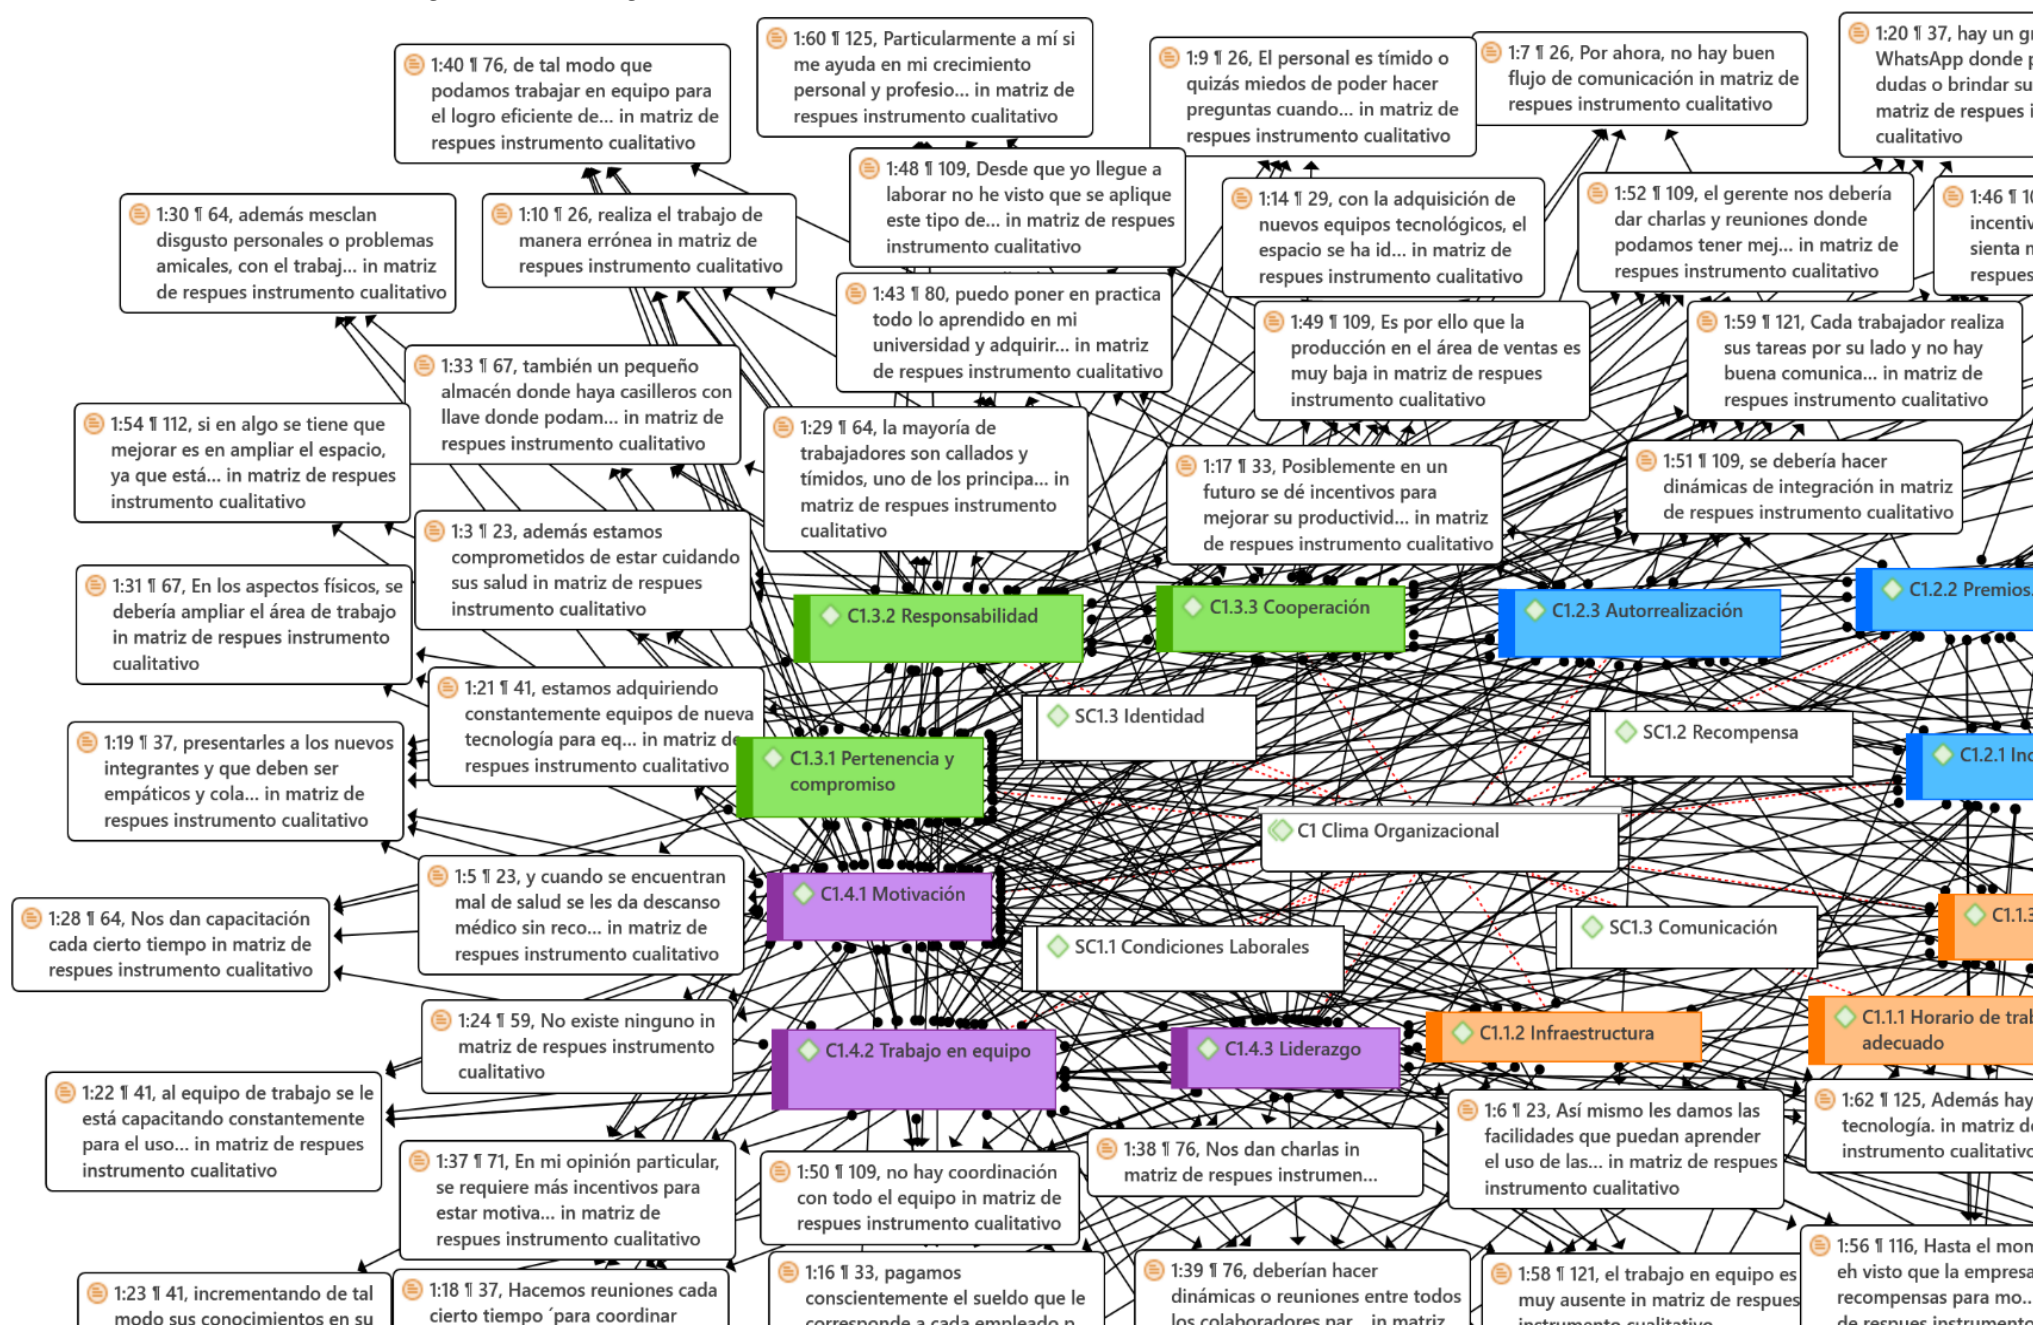 1:60 ¶ 125, Particularmente a mí si
me ayuda en mi crecimiento
personal y profesio... in matriz de
respues instrumento cualitativo
1:40 ¶ 76, de tal modo que
podamos trabajar en equipo para
el logro eficiente de... in matriz de
respues instrumento cualitativo
1:9 ¶ 26, El personal es tímido o
quizás miedos de poder hacer
preguntas cuando... in matriz de
respues instrumento cualitativo
1:7 ¶ 26, Por ahora, no hay buen
flujo de comunicación in matriz de
respues instrumento cualitativo
1:20 ¶ 37, hay un
WhatsApp donde
dudas o brindar
matriz de respues
cualitativo
1:48 ¶ 109, Desde que yo llegue a
laborar no he visto que se aplique
este tipo de... in matriz de respues
instrumento cualitativo
1:30 ¶ 64, además mesclan
disgusto personales o problemas
amicales, con el trabaj... in matriz
de respues instrumento cualitativo
1:10 ¶ 26, realiza el trabajo de
manera errónea in matriz de
respues instrumento cualitativo
1:14 ¶ 29, con la adquisición de
nuevos equipos tecnológicos, el
espacio se ha id... in matriz de
respues instrumento cualitativo
1:52 ¶ 109, el gerente nos debería
dar charlas y reuniones donde
podamos tener mej... in matriz de
respues instrumento cualitativo
1:46 ¶
sienta
respues
1:43 ¶ 80, puedo poner en practica
todo lo aprendido en mi
universidad y adquirir... in matriz
de respues instrumento cualitativo
1:49 ¶ 109, Es por ello que la
producción en el área de ventas es
muy baja in matriz de respues
instrumento cualitativo
1:59 ¶ 121, Cada trabajador realiza
sus tareas por su lado y no hay
buena comunica... in matriz de
respues instrumento cualitativo
1:33 ¶ 67, también un pequeño
almacén donde haya casilleros con
llave donde podam... in matriz de
respues instrumento cualitativo
1:54 ¶ 112, si en algo se tiene que
mejorar es en ampliar el espacio,
ya que está... in matriz de respues
instrumento cualitativo
1:29 ¶ 64, la mayoría de
trabajadores son callados y
tímidos, uno de los principa... in
matriz de respues instrumento
cualitativo
1:17 ¶ 33, Posiblemente en un
futuro se dé incentivos para
mejorar su productivid... in matriz
de respues instrumento cualitativo
1:51 ¶ 109, se debería hacer
dinámicas de integración in matriz
de respues instrumento cualitativo
1:3 ¶ 23, además estamos
comprometidos de estar cuidando
sus salud in matriz de respues
instrumento cualitativo
1:31 ¶ 67, En los aspectos físicos, se
debería ampliar el área de trabajo
in matriz de respues instrumento
cualitativo
C1.3.2 Responsabilidad
C1.3.3 Cooperación
C1.2.3 Autorrealización
C1.2.2 Premios
1:21 ¶ 41, estamos adquiriendo
constantemente equipos de nueva
tecnología para eq... in matriz de
respues instrumento cualitativo
SC1.3 Identidad
SC1.2 Recompensa
1:19 ¶ 37, presentarles a los nuevos
integrantes y que deben ser
empáticos y cola... in matriz de
respues instrumento cualitativo
C1.3.1 Pertenencia y
compromiso
C1.2.1
C1 Clima Organizacional
1:5 ¶ 23, y cuando se encuentran
mal de salud se les da descanso
médico sin reco... in matriz de
respues instrumento cualitativo
C1.4.1 Motivación
1:28 ¶ 64, Nos dan capacitación
cada cierto tiempo in matriz de
respues instrumento cualitativo
SC1.1 Condiciones Laborales
SC1.3 Comunicación
C1.1.3
1:24 ¶ 59, No existe ninguno in
matriz de respues instrumento
cualitativo
C1.4.2 Trabajo en equipo
C1.4.3 Liderazgo
C1.1.2 Infraestructura
C1.1.1 Horario de
adecuado
1:22 ¶ 41, al equipo de trabajo se le
está capacitando constantemente
para el uso... in matriz de respues
instrumento cualitativo
1:6 ¶ 23, Así mismo les damos las
facilidades que puedan aprender
el uso de las... in matriz de respues
instrumento cualitativo
1:62 ¶ 125, Además hay
tecnología. in matriz de
instrumento cualitativo
1:37 ¶ 71, En mi opinión particular,
se requiere más incentivos para
estar motiva... in matriz de
respues instrumento cualitativo
1:50 ¶ 109, no hay coordinación
con todo el equipo in matriz de
respues instrumento cualitativo
1:38 ¶ 76, Nos dan charlas in
matriz de respues instrumen...
1:56 ¶ 116, Hasta el
eh visto que la empresa
recompensas para mo...
de respues instrumento
1:23 ¶ 41, incrementando de tal
modo sus conocimientos en su
1:18 ¶ 37, Hacemos reuniones cada
cierto tiempo ´para coordinar
1:16 ¶ 33, pagamos
conscientemente el sueldo que le
corresponde a cada empleado
1:39 ¶ 76, deberían hacer
dinámicas o reuniones entre todos
los colaboradores par... in matriz
1:58 ¶ 121, el trabajo en equipo es
muy ausente in matriz de respues
instrumento cualitativo